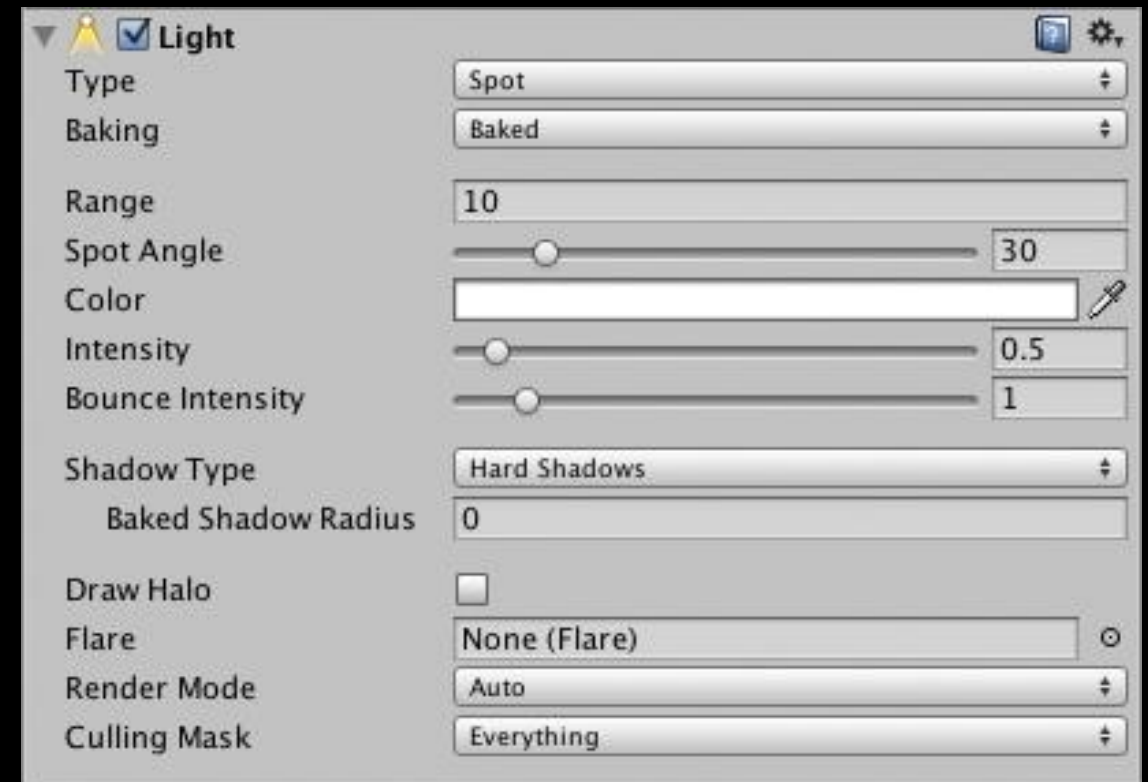 Light
Type Spot
Baking Baked
Range 10
Spot Angle 30
Color
Intensity 0.5
Bounce Intensity 1
Shadow Type Hard Shadows
Baked Shadow Radius 0
Draw Halo
Flare None (Flare)
Render Mode Auto
Culling Mask Everything